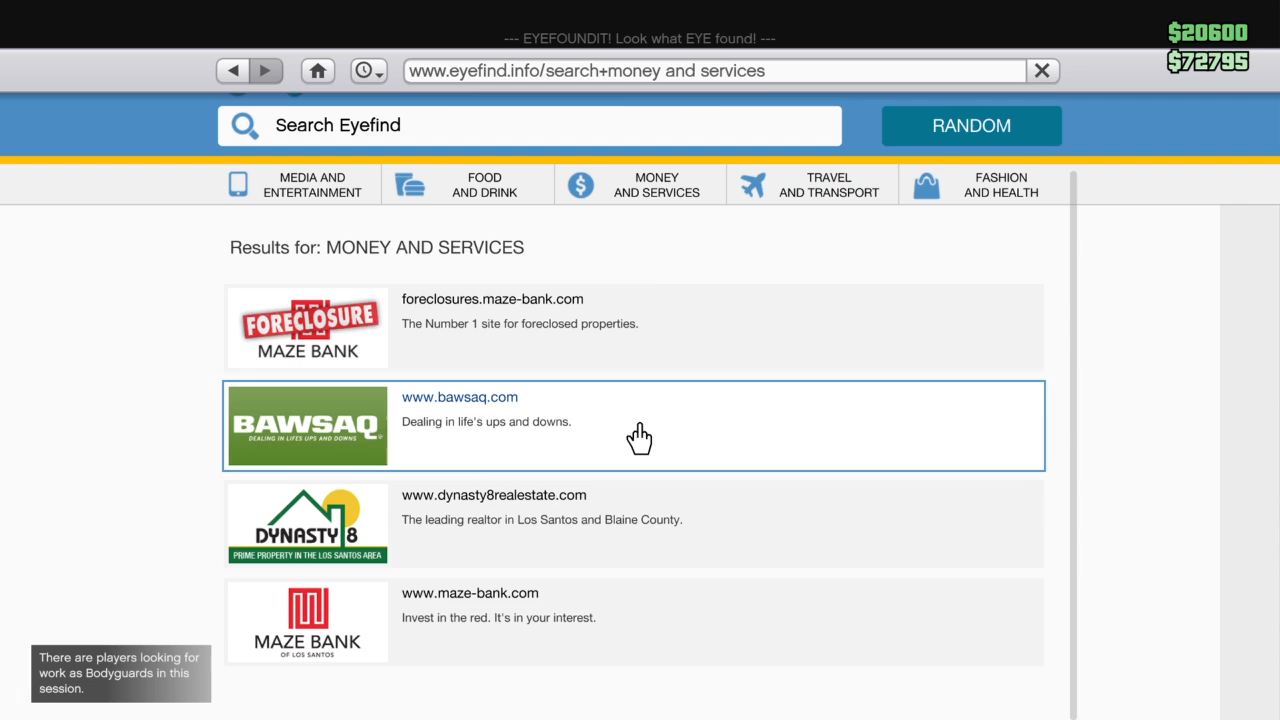 --- EYEFOUNDIT! Look what EYE found! ---
$20600
$72795
www.eyefind.info/search+money and services
Search Eyefind
RANDOM
MEDIA AND
ENTERTAINMENT
FOOD
AND DRINK
MONEY
AND SERVICES
TRAVEL
AND TRANSPORT
FASHION
AND HEALTH
Results for: MONEY AND SERVICES
FORECLOSURE
MAZE BANK
foreclosures.maze-bank.com
The Number 1 site for foreclosed properties.
BAWSAQ
DEALING IN LIFES UPS AND DOWNS
www.bawsaq.com
Dealing in life's ups and downs.
DYNASTY 8
PRIME PROPERTY IN THE LOS SANTOS AREA
www.dynasty8realestate.com
The leading realtor in Los Santos and Blaine County.
MAZE BANK
OF LOS SANTOS
www.maze-bank.com
Invest in the red. It's in your interest.
There are players looking for
work as Bodyguards in this
session.